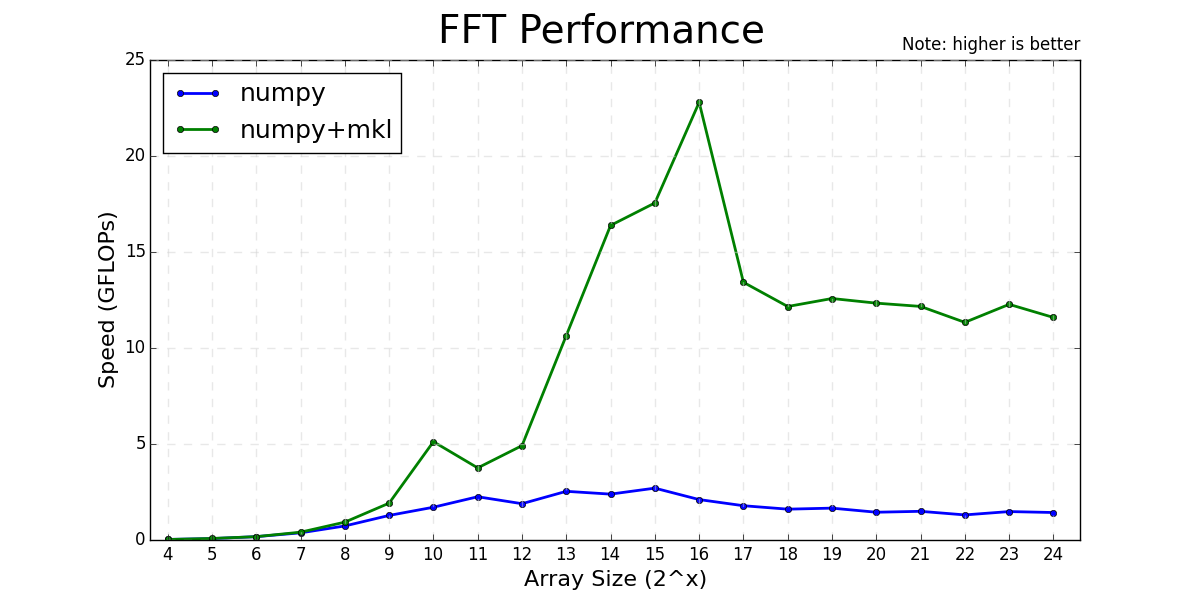 FFT Performance
Note: higher is better
numpy
numpy+mkl
25
20
15
10
5
0
Speed (GFLOPs)
4 5 6 7 8 9 10 11 12 13 14 15 16 17 18 19 20 21 22 23 24
Array Size (2^x)